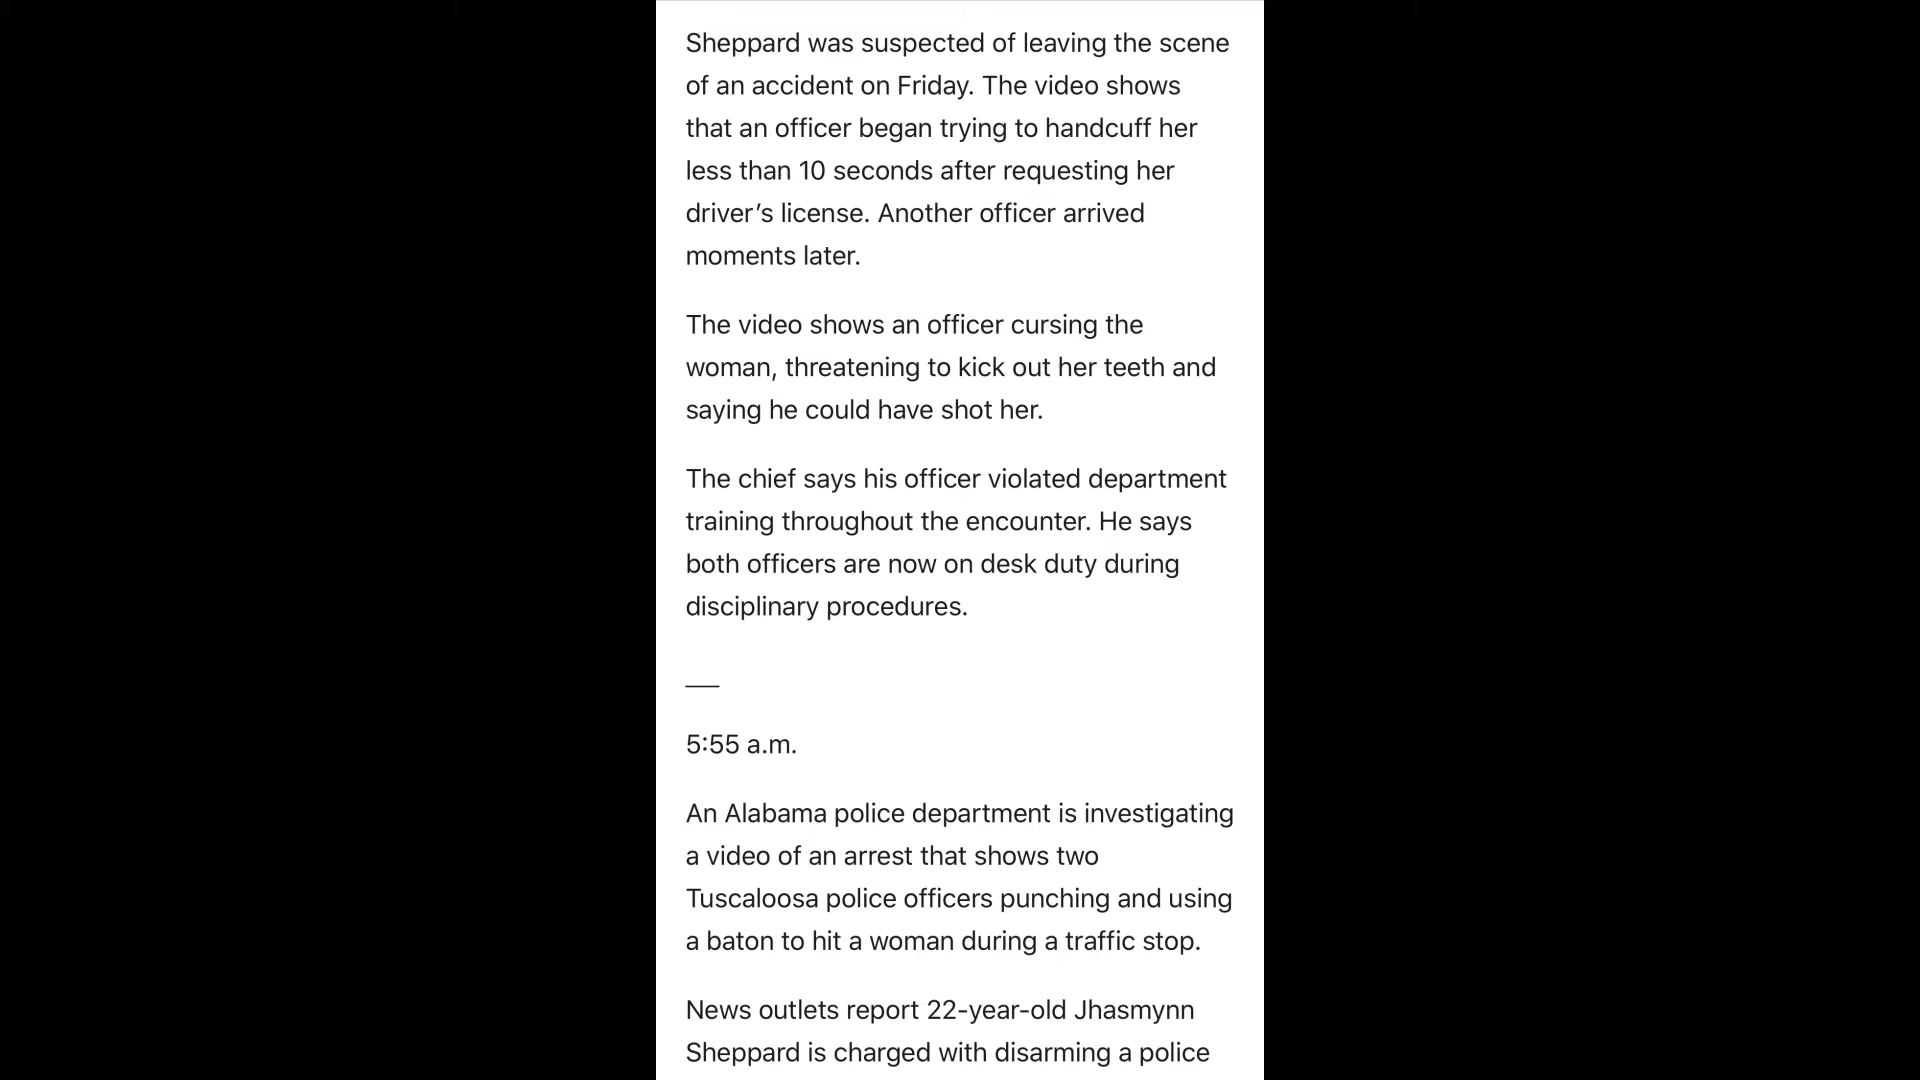 Sheppard was suspected of leaving the scene
of an accident on Friday. The video shows
that an officer began trying to handcuff her
less than 10 seconds after requesting her
driver’s license. Another officer arrived
moments later.
The video shows an officer cursing the
woman, threatening to kick out her teeth and
saying he could have shot her.
The chief says his officer violated department
training throughout the encounter. He says
both officers are now on desk duty during
disciplinary procedures.
___
5:55 a.m.
An Alabama police department is investigating
a video of an arrest that shows two
Tuscaloosa police officers punching and using
a baton to hit a woman during a traffic stop.
News outlets report 22-year-old Jhasmynn
Sheppard is charged with disarming a police